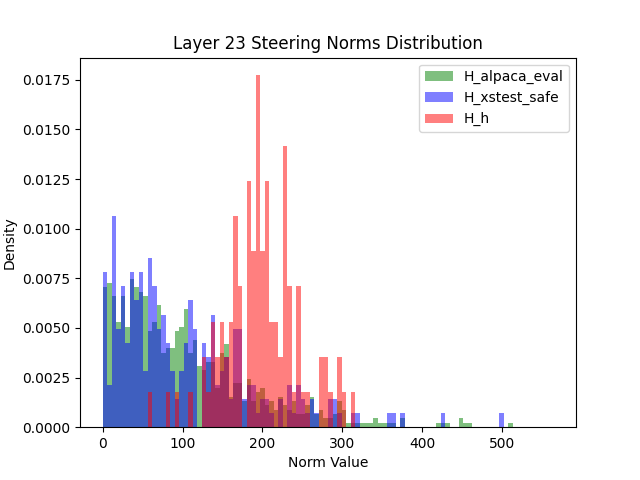 Layer 23 Steering Norms Distribution
H_alpaca_eval
H_xstest_safe
H_h
0.0175
0.0150
0.0125
0.0100
0.0075
0.0050
0.0025
0.0000
Density
0 100 200 300 400 500
Norm Value